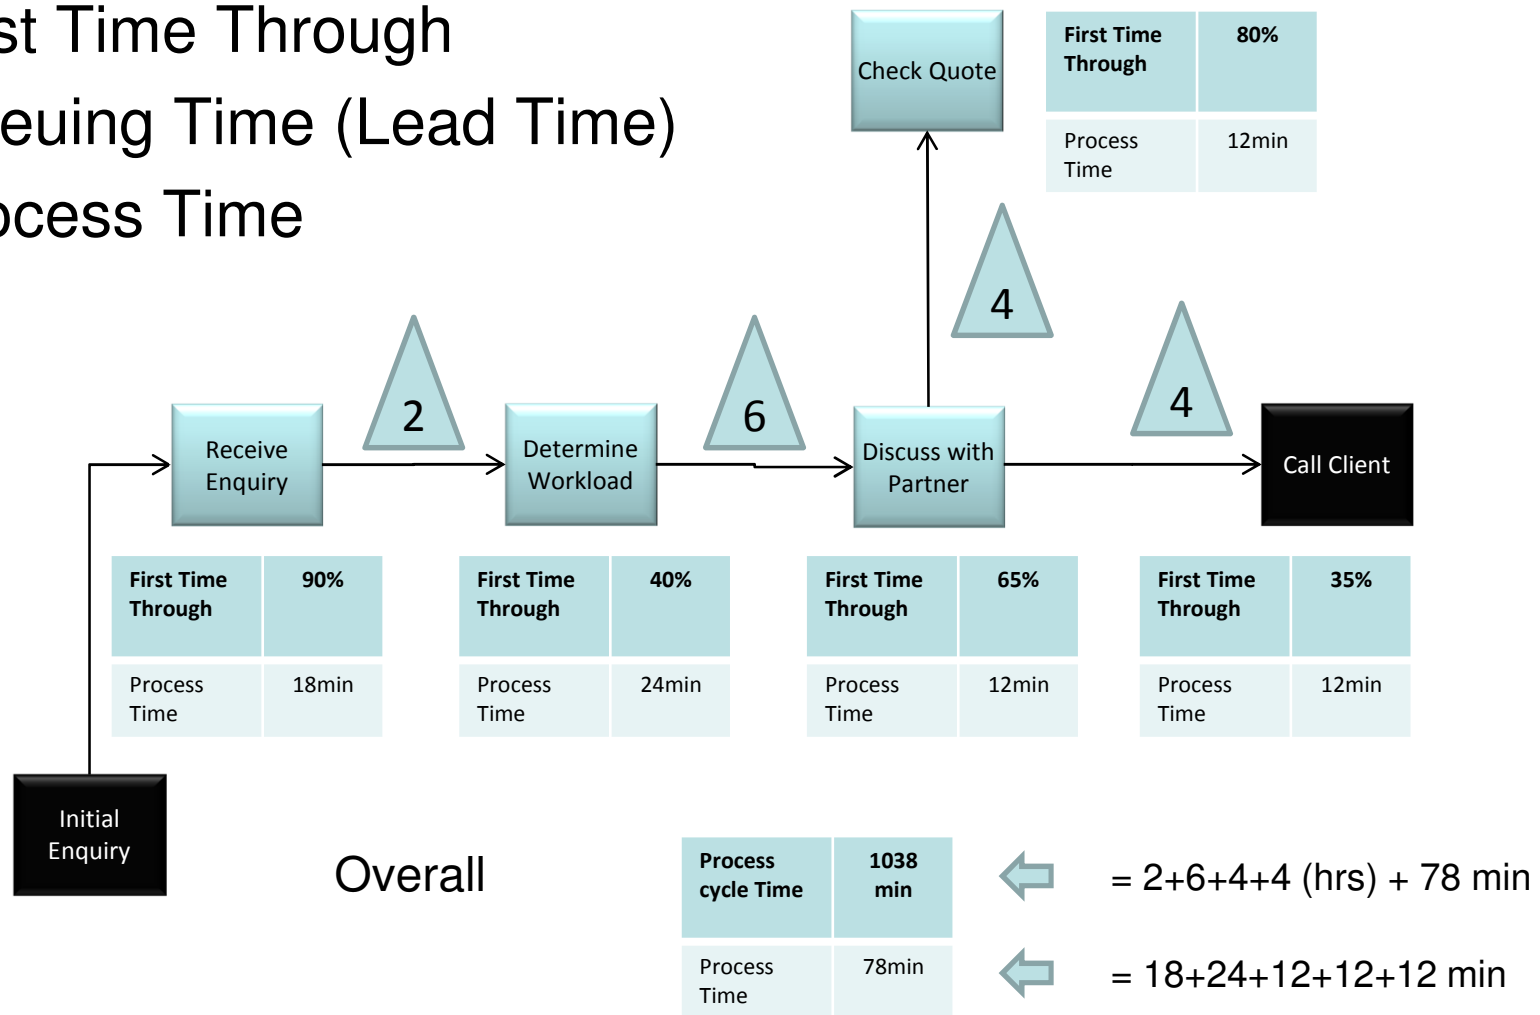 st Time Through
euing Time (Lead Time)
ocess Time
Check Quote
First Time
Through
80%
Process
Time
12min
4
2
6
4
Receive
Enquiry
Determine
Workload
Discuss with
Partner
Call Client
First Time
Through
90%
Process
Time
18min
First Time
Through
40%
Process
Time
24min
First Time
Through
65%
Process
Time
12min
First Time
Through
35%
Process
Time
12min
Initial
Enquiry
Overall
Process
cycle Time
1038
min
= 2+6+4+4 (hrs) + 78 min
Process
Time
78min
= 18+24+12+12+12 min